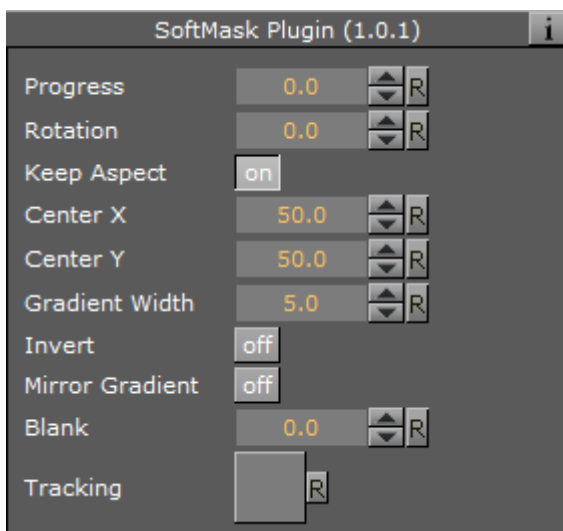 SoftMask Plugin (1.0.1) i
Progress 0.0 R
Rotation 0.0 R
Keep Aspect on
Center X 50.0 R
Center Y 50.0 R
Gradient Width 5.0 R
Invert off
Mirror Gradient off
Blank 0.0 R
Tracking R